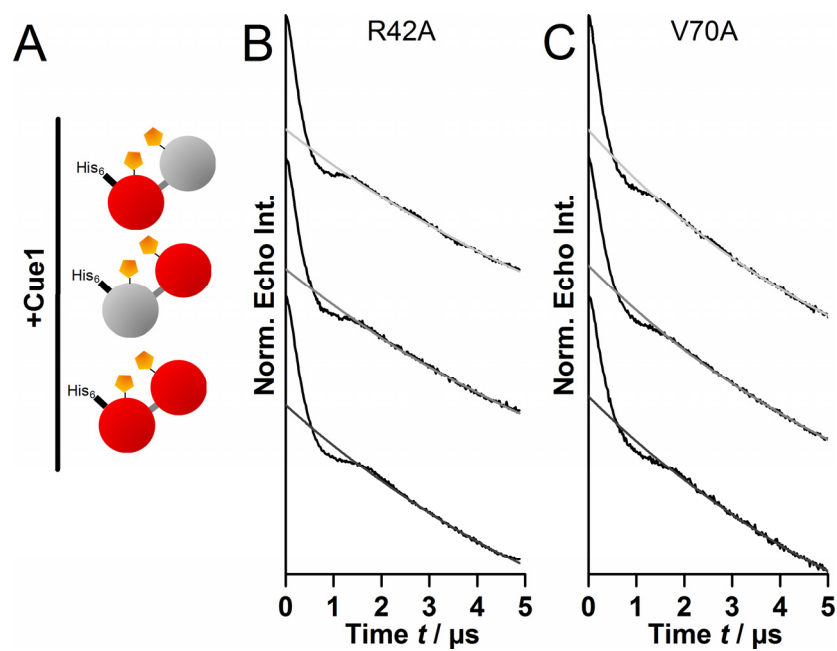 A
B
R42A
C
V70A
+Cue1
His6
His6
His6
Norm. Echo Int.
Norm. Echo Int.
0 1 2 3 4 5
0 1 2 3 4 5
Time t / µs
Time t / µs